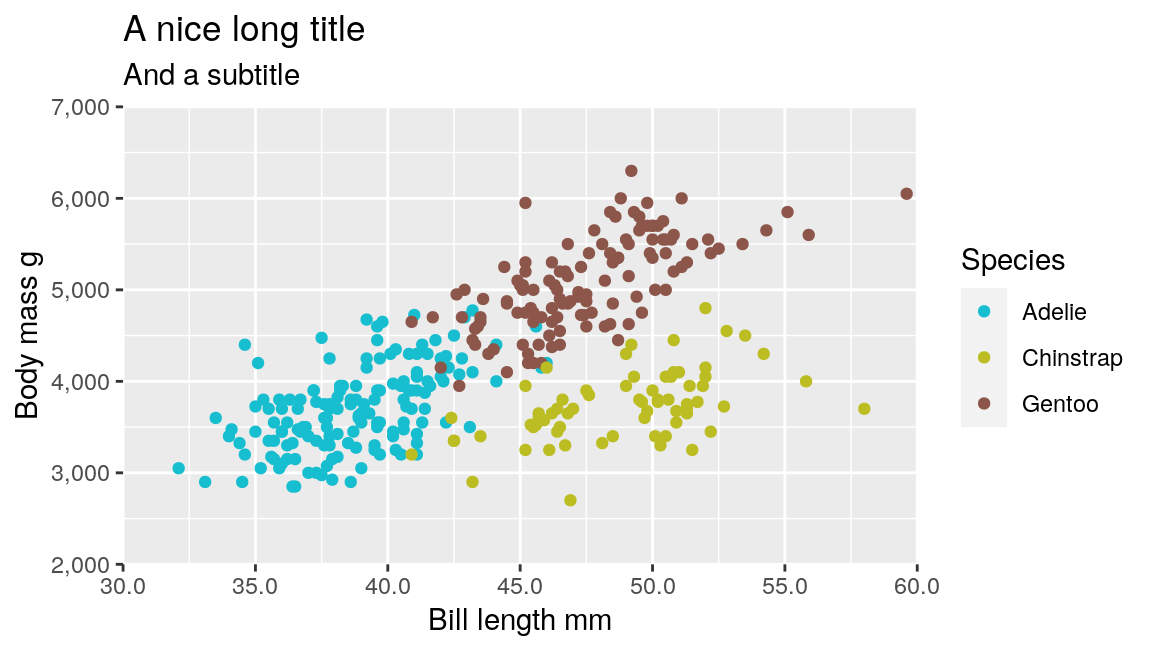 A nice long title
And a subtitle
7,000
6,000
5,000
4,000
3,000
2,000
Body mass g
30.0 35.0 40.0 45.0 50.0 55.0 60.0
Bill length mm
Species
Adelie
Chinstrap
Gentoo